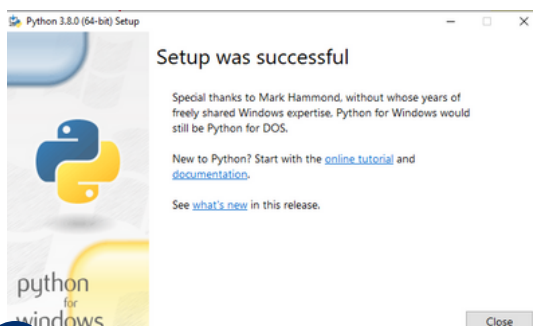 Python 3.8.0 (64-bit) Setup
Setup was successful
Special thanks to Mark Hammond, without whose years of
freely shared Windows expertise, Python for Windows would
still be Python for DOS.
New to Python? Start with the online tutorial and
documentation.
See what's new in this release.
python
for
windows
Close